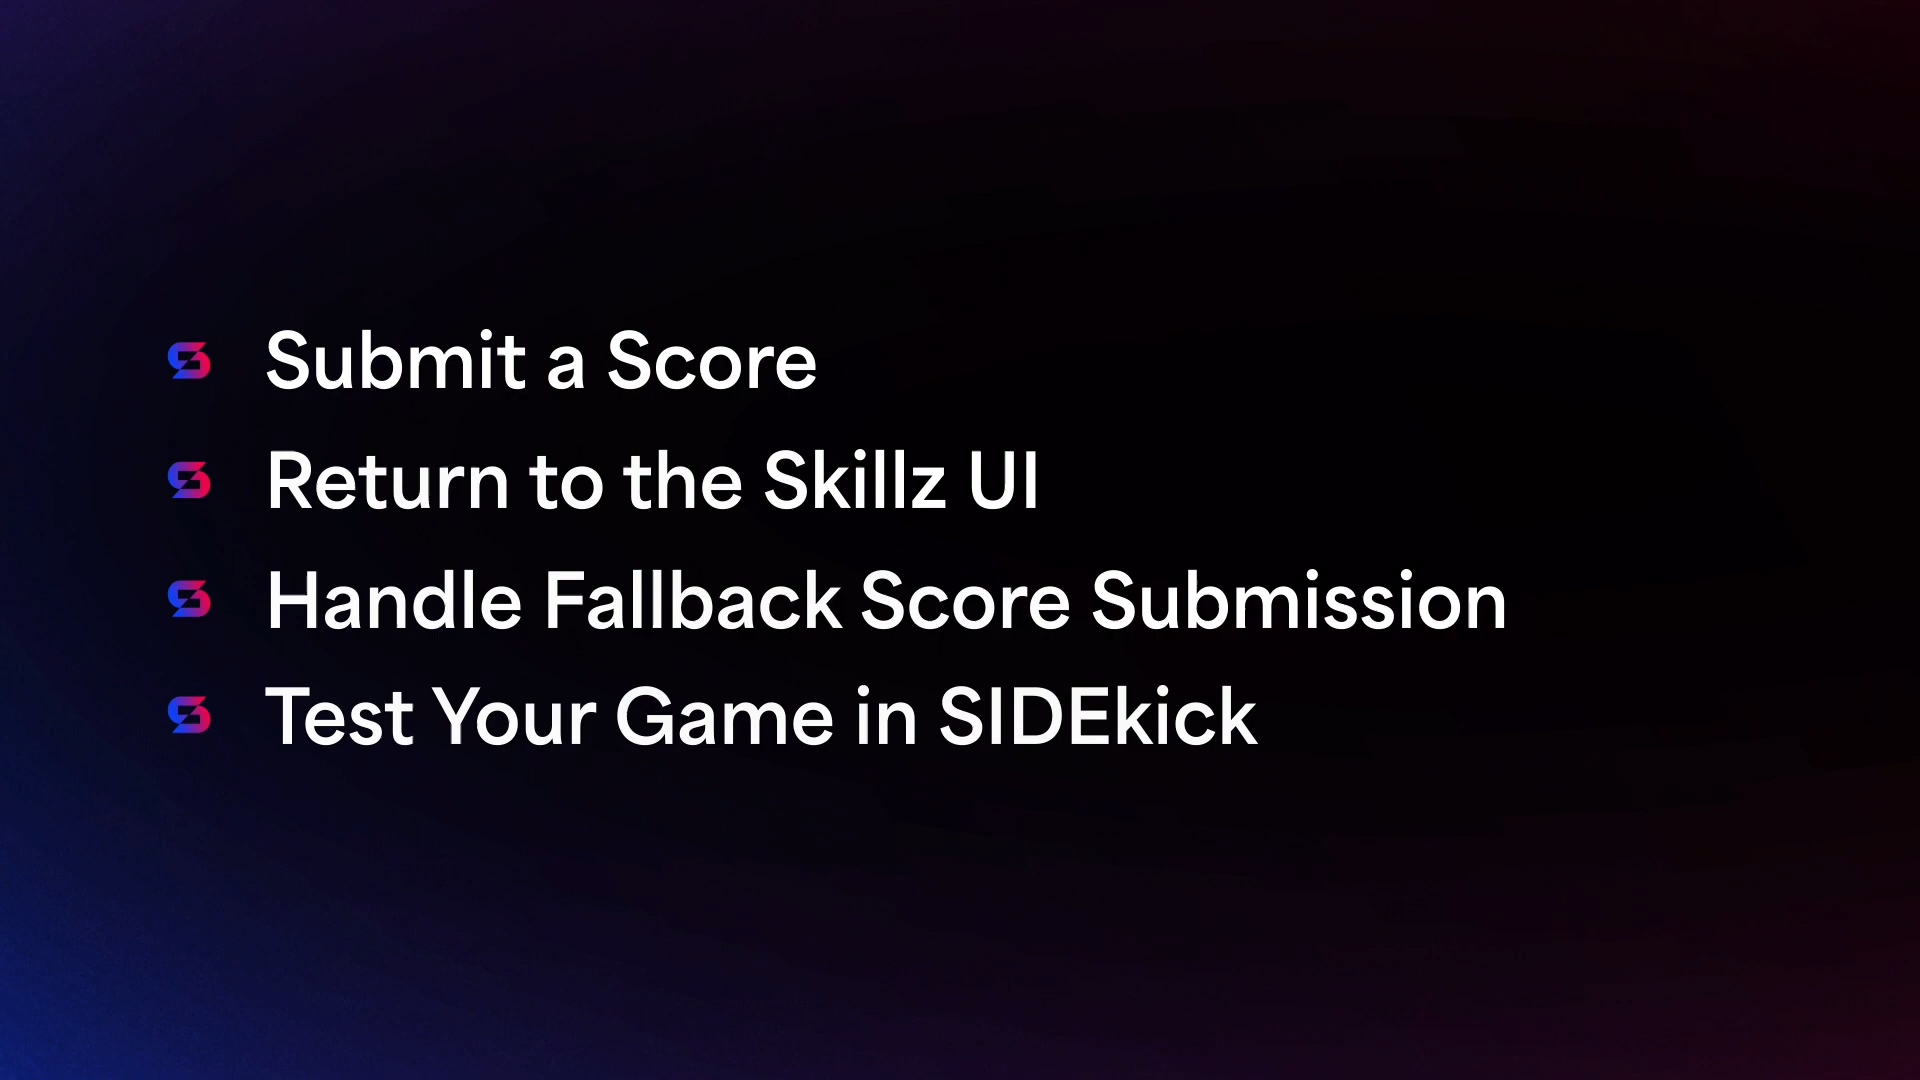 Submit a Score
Return to the Skillz UI
Handle Fallback Score Submission
Test Your Game in SIDEkick